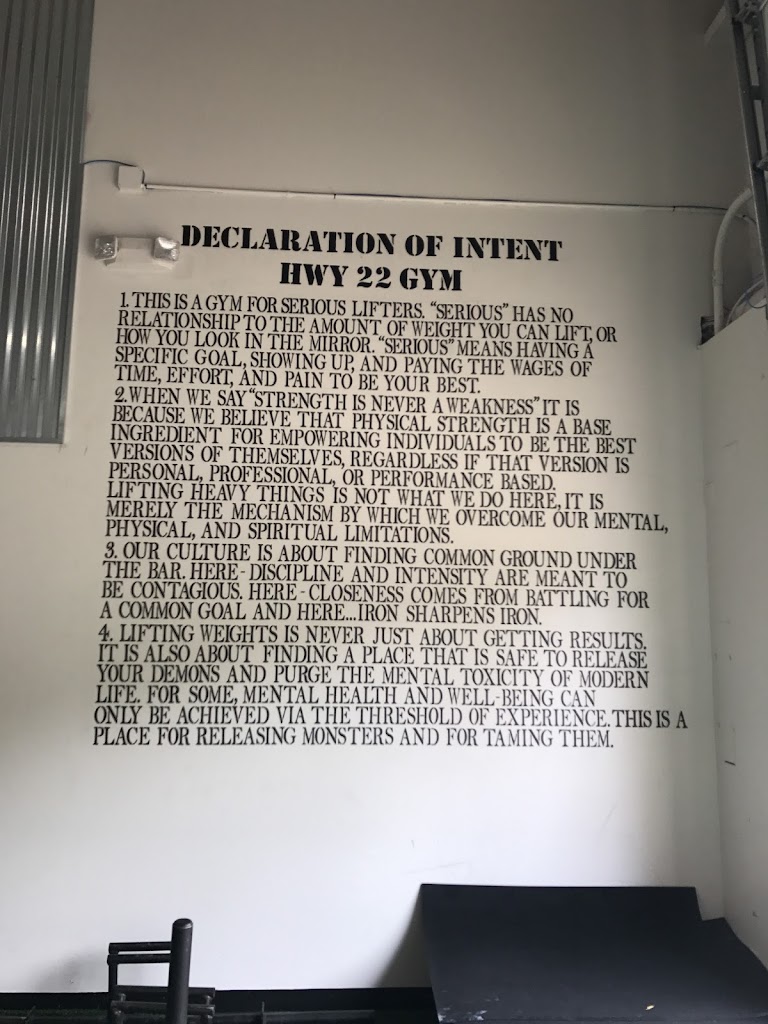 DECLARATION OF INTENT
HWY 22 GYM
1. THIS IS A GYM FOR SERIOUS LIFTERS. "SERIOUS" HAS NO
RELATIONSHIP TO THE AMOUNT OF WEIGHT YOU CAN LIFT, OR
HOW YOU LOOK IN THE MIRROR. "SERIOUS" MEANS HAVING A
SPECIFIC GOAL, SHOWING UP, AND PAYING THE WAGES OF
TIME, EFFORT, AND PAIN TO BE YOUR BEST.
2. WHEN WE SAY "STRENGTH IS NEVER A WEAKNESS" IT IS
BECAUSE WE BELIEVE THAT PHYSICAL STRENGTH IS A BASE
INGREDIENT FOR EMPOWERING INDIVIDUALS TO BE THE BEST
VERSIONS OF THEMSELVES, REGARDLESS IF THAT VERSION IS
PERSONAL, PROFESSIONAL, OR PERFORMANCE BASED.
LIFTING HEAVY THINGS IS NOT WHAT WE DO HERE, IT IS
MERELY THE MECHANISM BY WHICH WE OVERCOME OUR MENTAL,
PHYSICAL, AND SPIRITUAL LIMITATIONS.
3. OUR CULTURE IS ABOUT FINDING COMMON GROUND UNDER
THE BAR. HERE - DISCIPLINE AND INTENSITY ARE MEANT TO
BE CONTAGIOUS. HERE - CLOSENESS COMES FROM BATTLING FOR
A COMMON GOAL AND HERE...IRON SHARPENS IRON.
4. LIFTING WEIGHTS IS NEVER JUST ABOUT GETTING RESULTS.
IT IS ALSO ABOUT FINDING A PLACE THAT IS SAFE TO RELEASE
YOUR DEMONS AND PURGE THE MENTAL TOXICITY OF MODERN
LIFE. FOR SOME, MENTAL HEALTH AND WELL-BEING CAN
ONLY BE ACHIEVED VIA THE THRESHOLD OF EXPERIENCE. THIS IS A
PLACE FOR RELEASING MONSTERS AND FOR TAMING THEM.